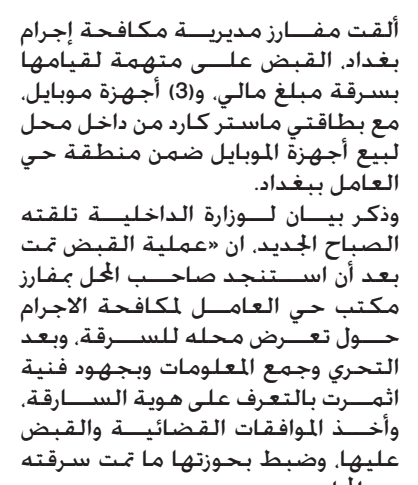 ألقت مفارز مديرية مكافحة إجرام
بغداد، القبض على متهمة لقيامها
بسرقة مبلغ مالي، و(3) أجهزة موبايل،
مع بطاقتي ماستر كارد من داخل محل
لبيع أجهزة الموبايل ضمن منطقة حي
العامل ببغداد.
وذكر بيان لوزارة الداخلية تلقته
الصباح الجديد، ان «عملية القبض تمت
بعد أن استنجد صاحب المحل بمفارز
مكتب حي العامل لمكافحة الاجرام
حول تعرض محله للسرقة، وبعد
التحري وجمع المعلومات وبجهود فنية
اثمرت بالتعرف على هوية السارقة،
وأخذ الموافقات القضائية والقبض
عليها، وضبط بحوزتها ما تمت سرقته